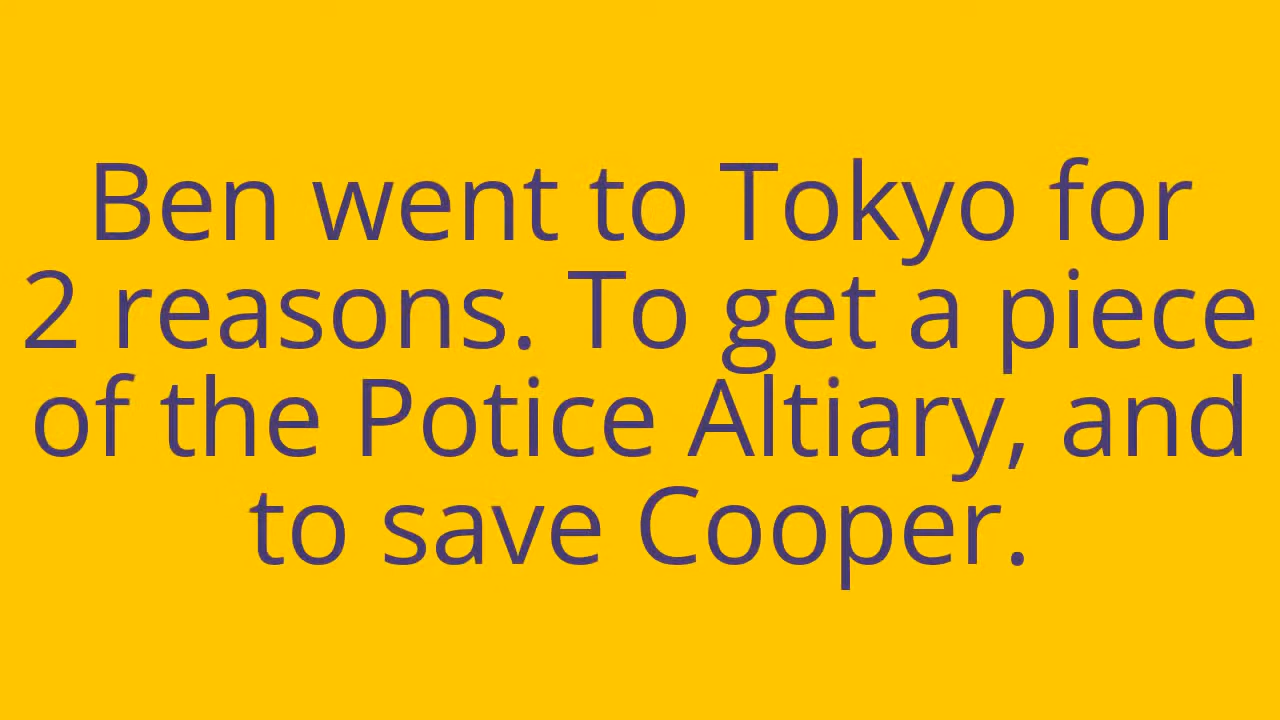 Ben went to Tokyo for
2 reasons. To get a piece
of the Potice Altiary, and
to save Cooper.